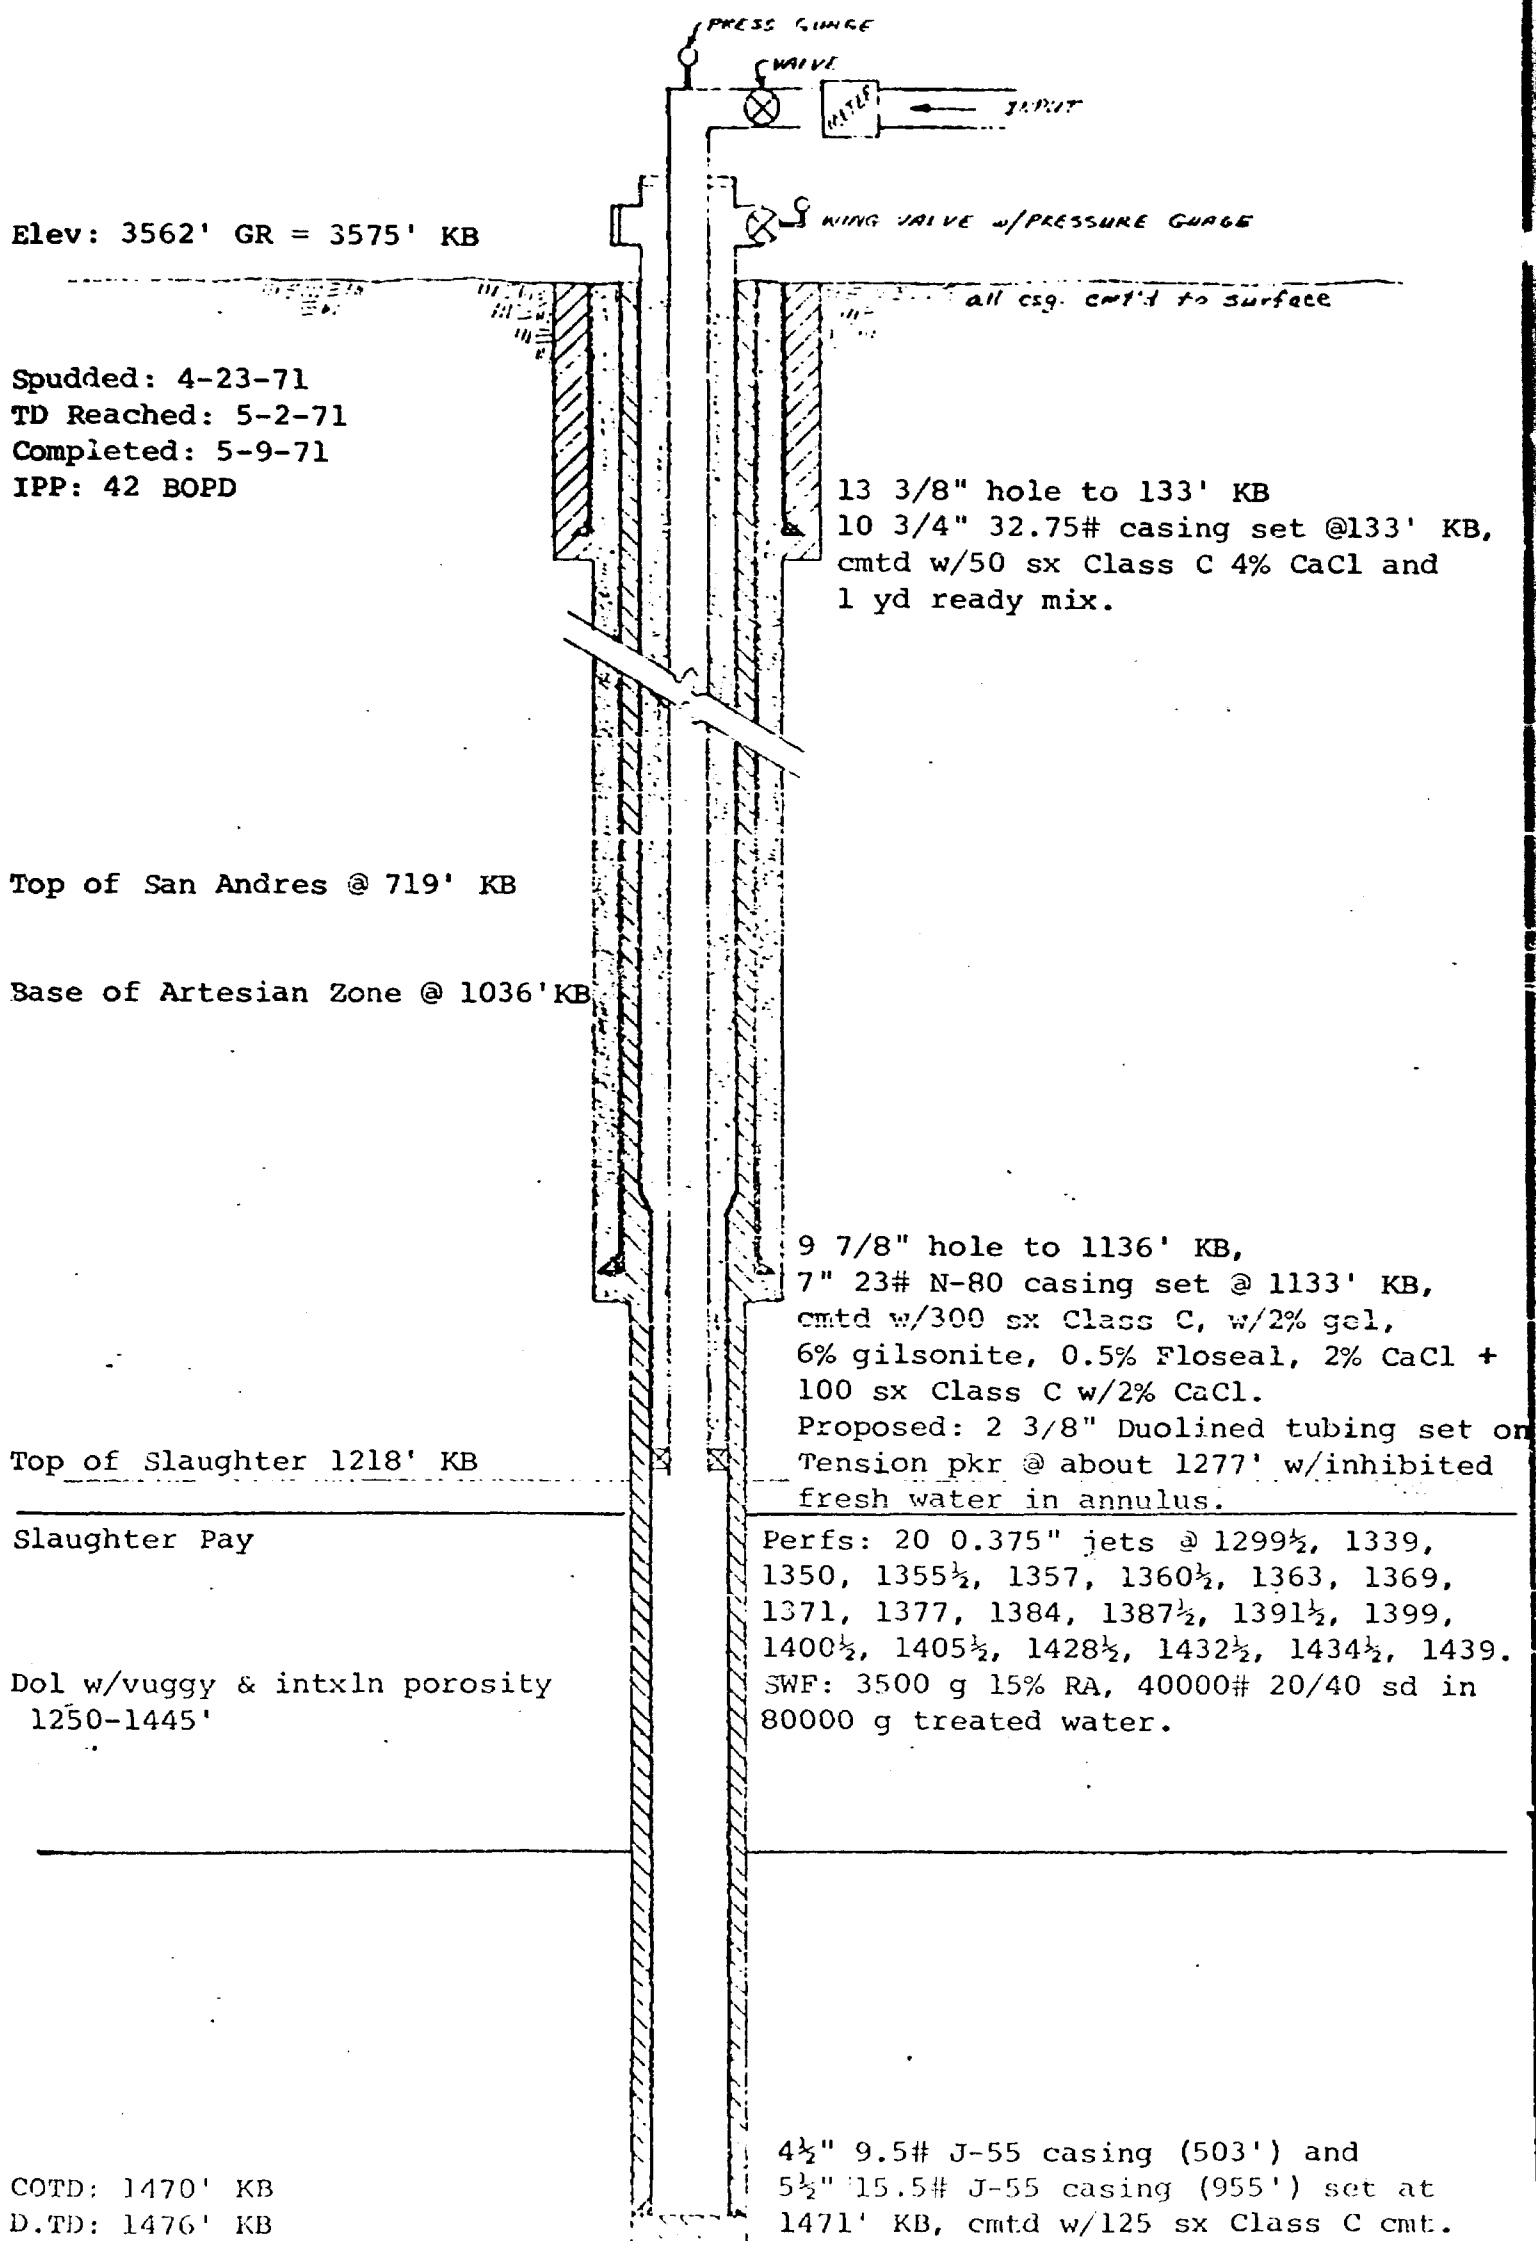 PRESS GUAGE
VALVE
METER
INPUT
WING VALVE w/PRESSURE GUAGE
Elev: 3562' GR = 3575' KB
all csg. cmt'd to surface
Spudded: 4-23-71
TD Reached: 5-2-71
Completed: 5-9-71
IPP: 42 BOPD
13 3/8" hole to 133' KB
10 3/4" 32.75# casing set @133' KB,
cmtd w/50 sx Class C 4% CaCl and
1 yd ready mix.
Top of San Andres @ 719' KB
Base of Artesian Zone @ 1036'KB
9 7/8" hole to 1136' KB,
7" 23# N-80 casing set @ 1133' KB,
cmtd w/300 sx Class C, w/2% gel,
6% gilsonite, 0.5% Floseal, 2% CaCl +
100 sx Class C w/2% CaCl.
Proposed: 2 3/8" Duolined tubing set on
Tension pkr @ about 1277' w/inhibited
fresh water in annulus.
Top of Slaughter 1218' KB
Slaughter Pay
Perfs: 20 0.375" jets @ 1299½, 1339,
1350, 1355½, 1357, 1360½, 1363, 1369,
1371, 1377, 1384, 1387½, 1391½, 1399,
1400½, 1405½, 1428½, 1432½, 1434½, 1439.
SWF: 3500 g 15% RA, 40000# 20/40 sd in
80000 g treated water.
Dol w/vuggy & intxln porosity
1250-1445'
4½" 9.5# J-55 casing (503') and
5½" 15.5# J-55 casing (955') set at
1471' KB, cmtd w/125 sx Class C cmt.
COTD: 1470' KB
D.TD: 1476' KB